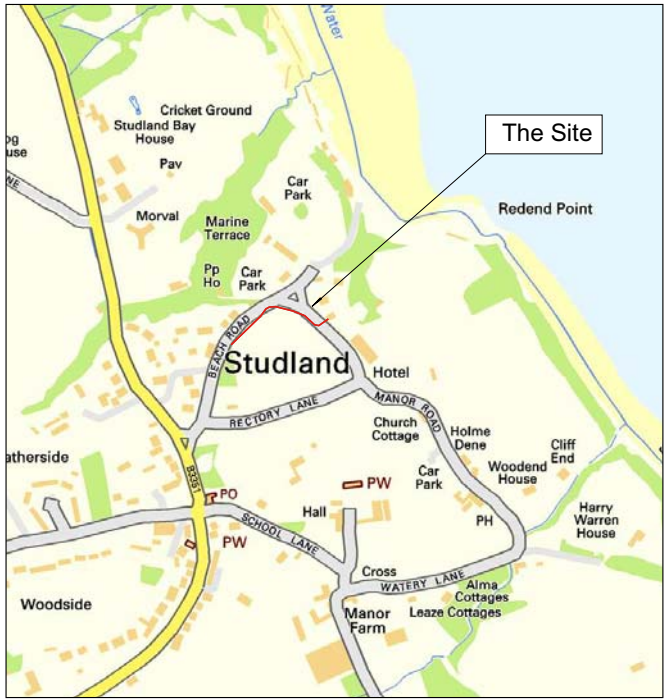 Water
Cricket Ground
Studland Bay
House
The Site
Pav
Car
Park
Redend Point
Morval
Marine
Terrace
Pp
Ho
Car
Park
BEACH ROAD
Studland
Hotel
RECTORY LANE
MANOR ROAD
Church
Cottage
Holme
Dene
Cliff
End
Woodend
House
Car
Park
atherside
B3351
PO
PW
Hall
PH
Harry
Warren
House
SCHOOL LANE
PW
Cross
WATERY LANE
Alma
Cottages
Leaze Cottages
Woodside
Manor
Farm